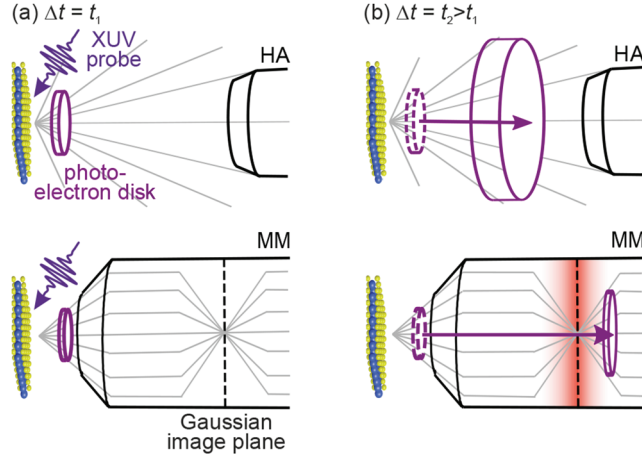 (a) Δt = t₁
XUV
probe
HA
photo-
electron disk
(b) Δt = t₂>t₁
HA
MM
Gaussian
image plane
MM